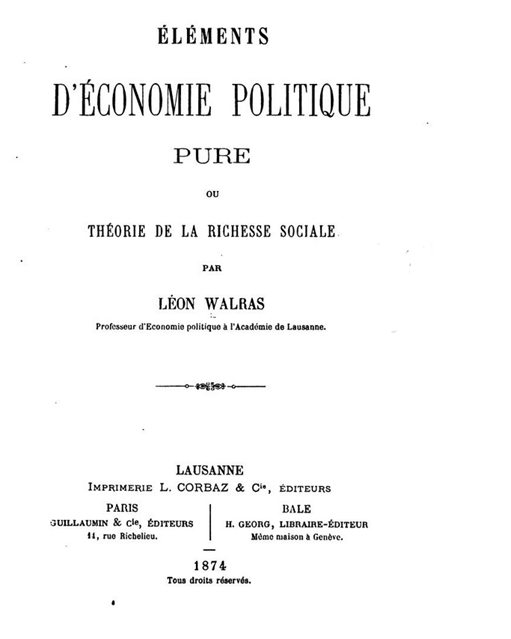 ÉLÉMENTS
D'ÉCONOMIE POLITIQUE
PURE
OU
THÉORIE DE LA RICHESSE SOCIALE
PAR
LÉON WALRAS
Professeur d'Economie politique à l'Académie de Lausanne.
LAUSANNE
IMPRIMERIE L. CORBAZ & Cie, ÉDITEURS
PARIS
GUILLAUMIN & Cie, ÉDITEURS
11, rue Richelieu.
BALE
H. GEORG, LIBRAIRE-ÉDITEUR
Même maison à Genève.
1874
Tous droits réservés.